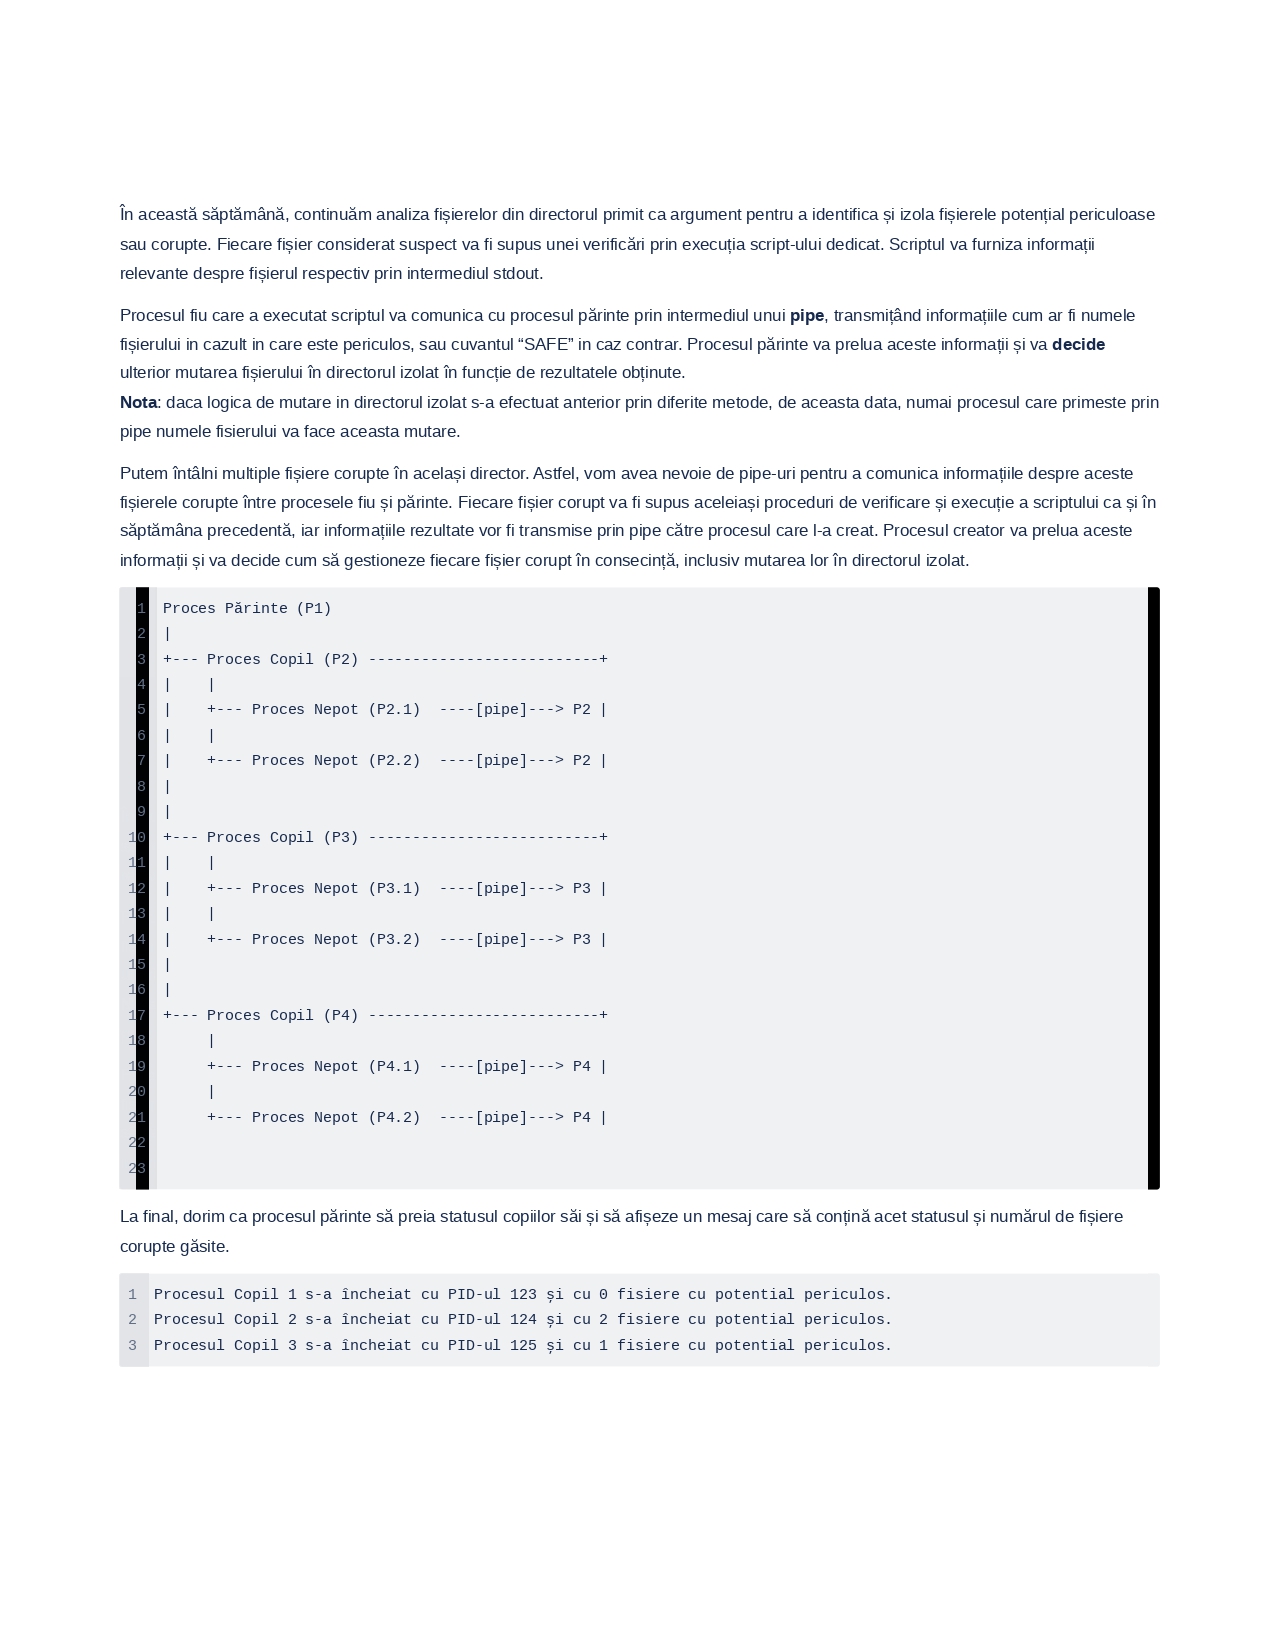 În această săptămână, continuăm analiza fișierelor din directorul primit ca argument pentru a identifica și izola fișierele potențial periculoase
sau corupte. Fiecare fișier considerat suspect va fi supus unei verificări prin execuția script-ului dedicat. Scriptul va furniza informații
relevante despre fișierul respectiv prin intermediul stdout.
Procesul fiu care a executat scriptul va comunica cu procesul părinte prin intermediul unui pipe, transmițând informațiile cum ar fi numele
fișierului in cazult in care este periculos, sau cuvantul “SAFE” in caz contrar. Procesul părinte va prelua aceste informații și va decide
ulterior mutarea fișierului în directorul izolat în funcție de rezultatele obținute.
Nota: daca logica de mutare in directorul izolat s-a efectuat anterior prin diferite metode, de aceasta data, numai procesul care primeste prin
pipe numele fisierului va face aceasta mutare.
Putem întâlni multiple fișiere corupte în același director. Astfel, vom avea nevoie de pipe-uri pentru a comunica informațiile despre aceste
fișierele corupte între procesele fiu și părinte. Fiecare fișier corupt va fi supus aceleiași proceduri de verificare și execuție a scriptului ca și în
săptămâna precedentă, iar informațiile rezultate vor fi transmise prin pipe către procesul care l-a creat. Procesul creator va prelua aceste
informații și va decide cum să gestioneze fiecare fișier corupt în consecință, inclusiv mutarea lor în directorul izolat.
1 Proces Părinte (P1)
2 |
3 +--- Proces Copil (P2) --------------------------+
4 |    |
5 |    +--- Proces Nepot (P2.1)  ----[pipe]---> P2 |
6 |    |
7 |    +--- Proces Nepot (P2.2)  ----[pipe]---> P2 |
8 |
9 |
10 +--- Proces Copil (P3) --------------------------+
11 |    |
12 |    +--- Proces Nepot (P3.1)  ----[pipe]---> P3 |
13 |    |
14 |    +--- Proces Nepot (P3.2)  ----[pipe]---> P3 |
15 |
16 |
17 +--- Proces Copil (P4) --------------------------+
18      |
19      +--- Proces Nepot (P4.1)  ----[pipe]---> P4 |
20      |
21      +--- Proces Nepot (P4.2)  ----[pipe]---> P4 |
22
23
La final, dorim ca procesul părinte să preia statusul copiilor săi și să afișeze un mesaj care să conțină acet statusul și numărul de fișiere
corupte găsite.
1 Procesul Copil 1 s-a încheiat cu PID-ul 123 și cu 0 fisiere cu potential periculos.
2 Procesul Copil 2 s-a încheiat cu PID-ul 124 și cu 2 fisiere cu potential periculos.
3 Procesul Copil 3 s-a încheiat cu PID-ul 125 și cu 1 fisiere cu potential periculos.